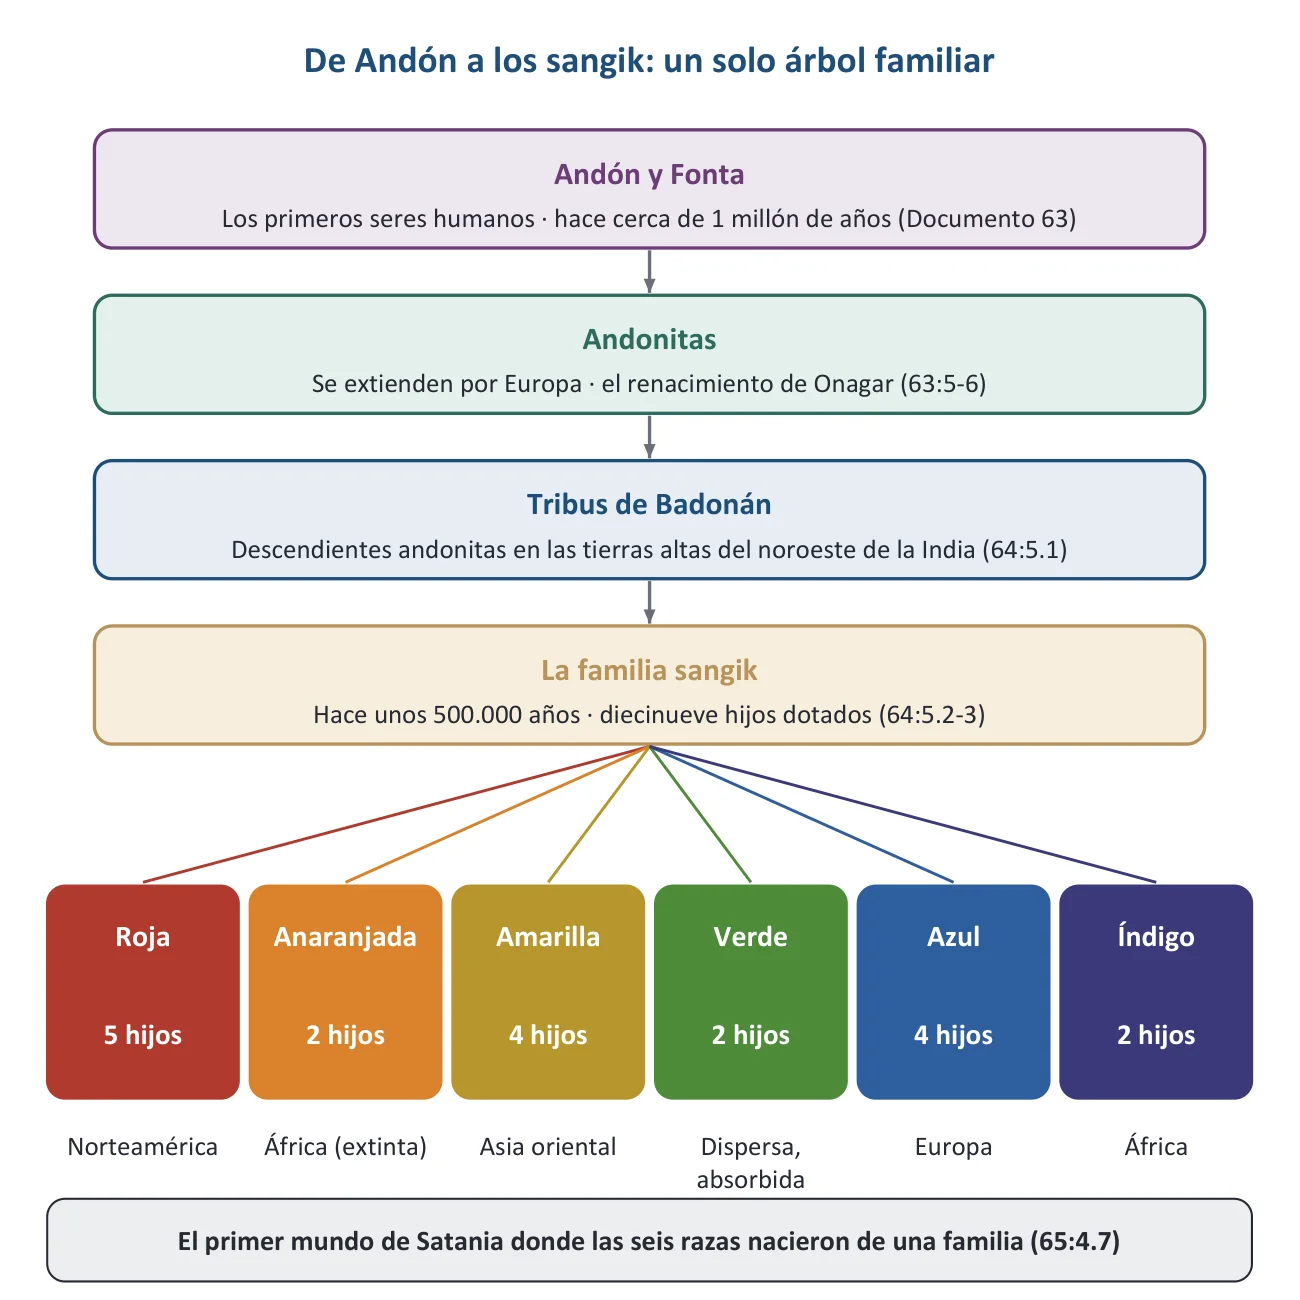 De Andón a los sangik: un solo árbol familiar
Andón y Fonta
Los primeros seres humanos · hace cerca de 1 millón de años (Documento 63)
Andonitas
Se extienden por Europa · el renacimiento de Onagar (63:5-6)
Tribus de Badonán
Descendientes andonitas en las tierras altas del noroeste de la India (64:5.1)
La familia sangik
Hace unos 500.000 años · diecinueve hijos dotados (64:5.2-3)
Roja
5 hijos
Norteamérica
Anaranjada
2 hijos
África (extinta)
Amarilla
4 hijos
Asia oriental
Verde
2 hijos
Dispersa,
absorbida
Azul
4 hijos
Europa
Índigo
2 hijos
África
El primer mundo de Satania donde las seis razas nacieron de una familia (65:4.7)